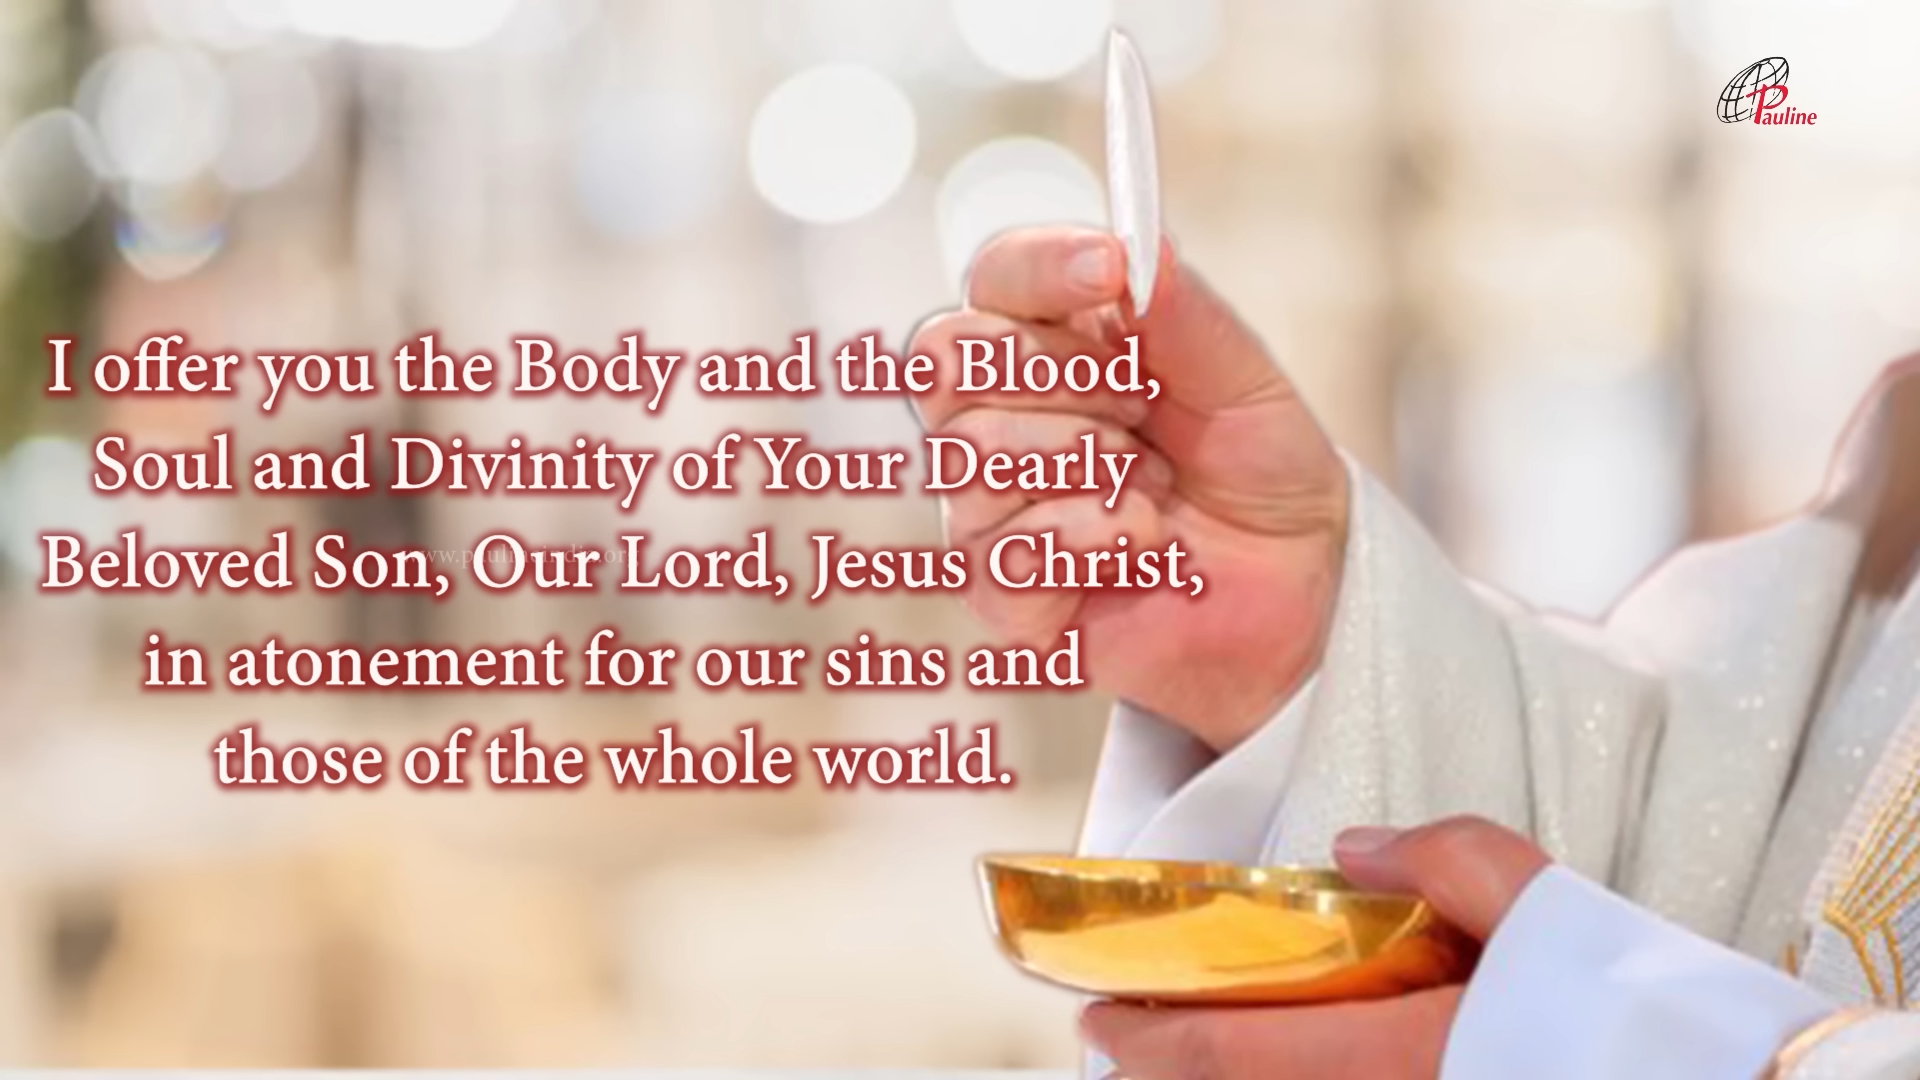 Pauline
I offer you the Body and the Blood,
Soul and Divinity of Your Dearly
Beloved Son, Our Lord, Jesus Christ,
in atonement for our sins and
those of the whole world.